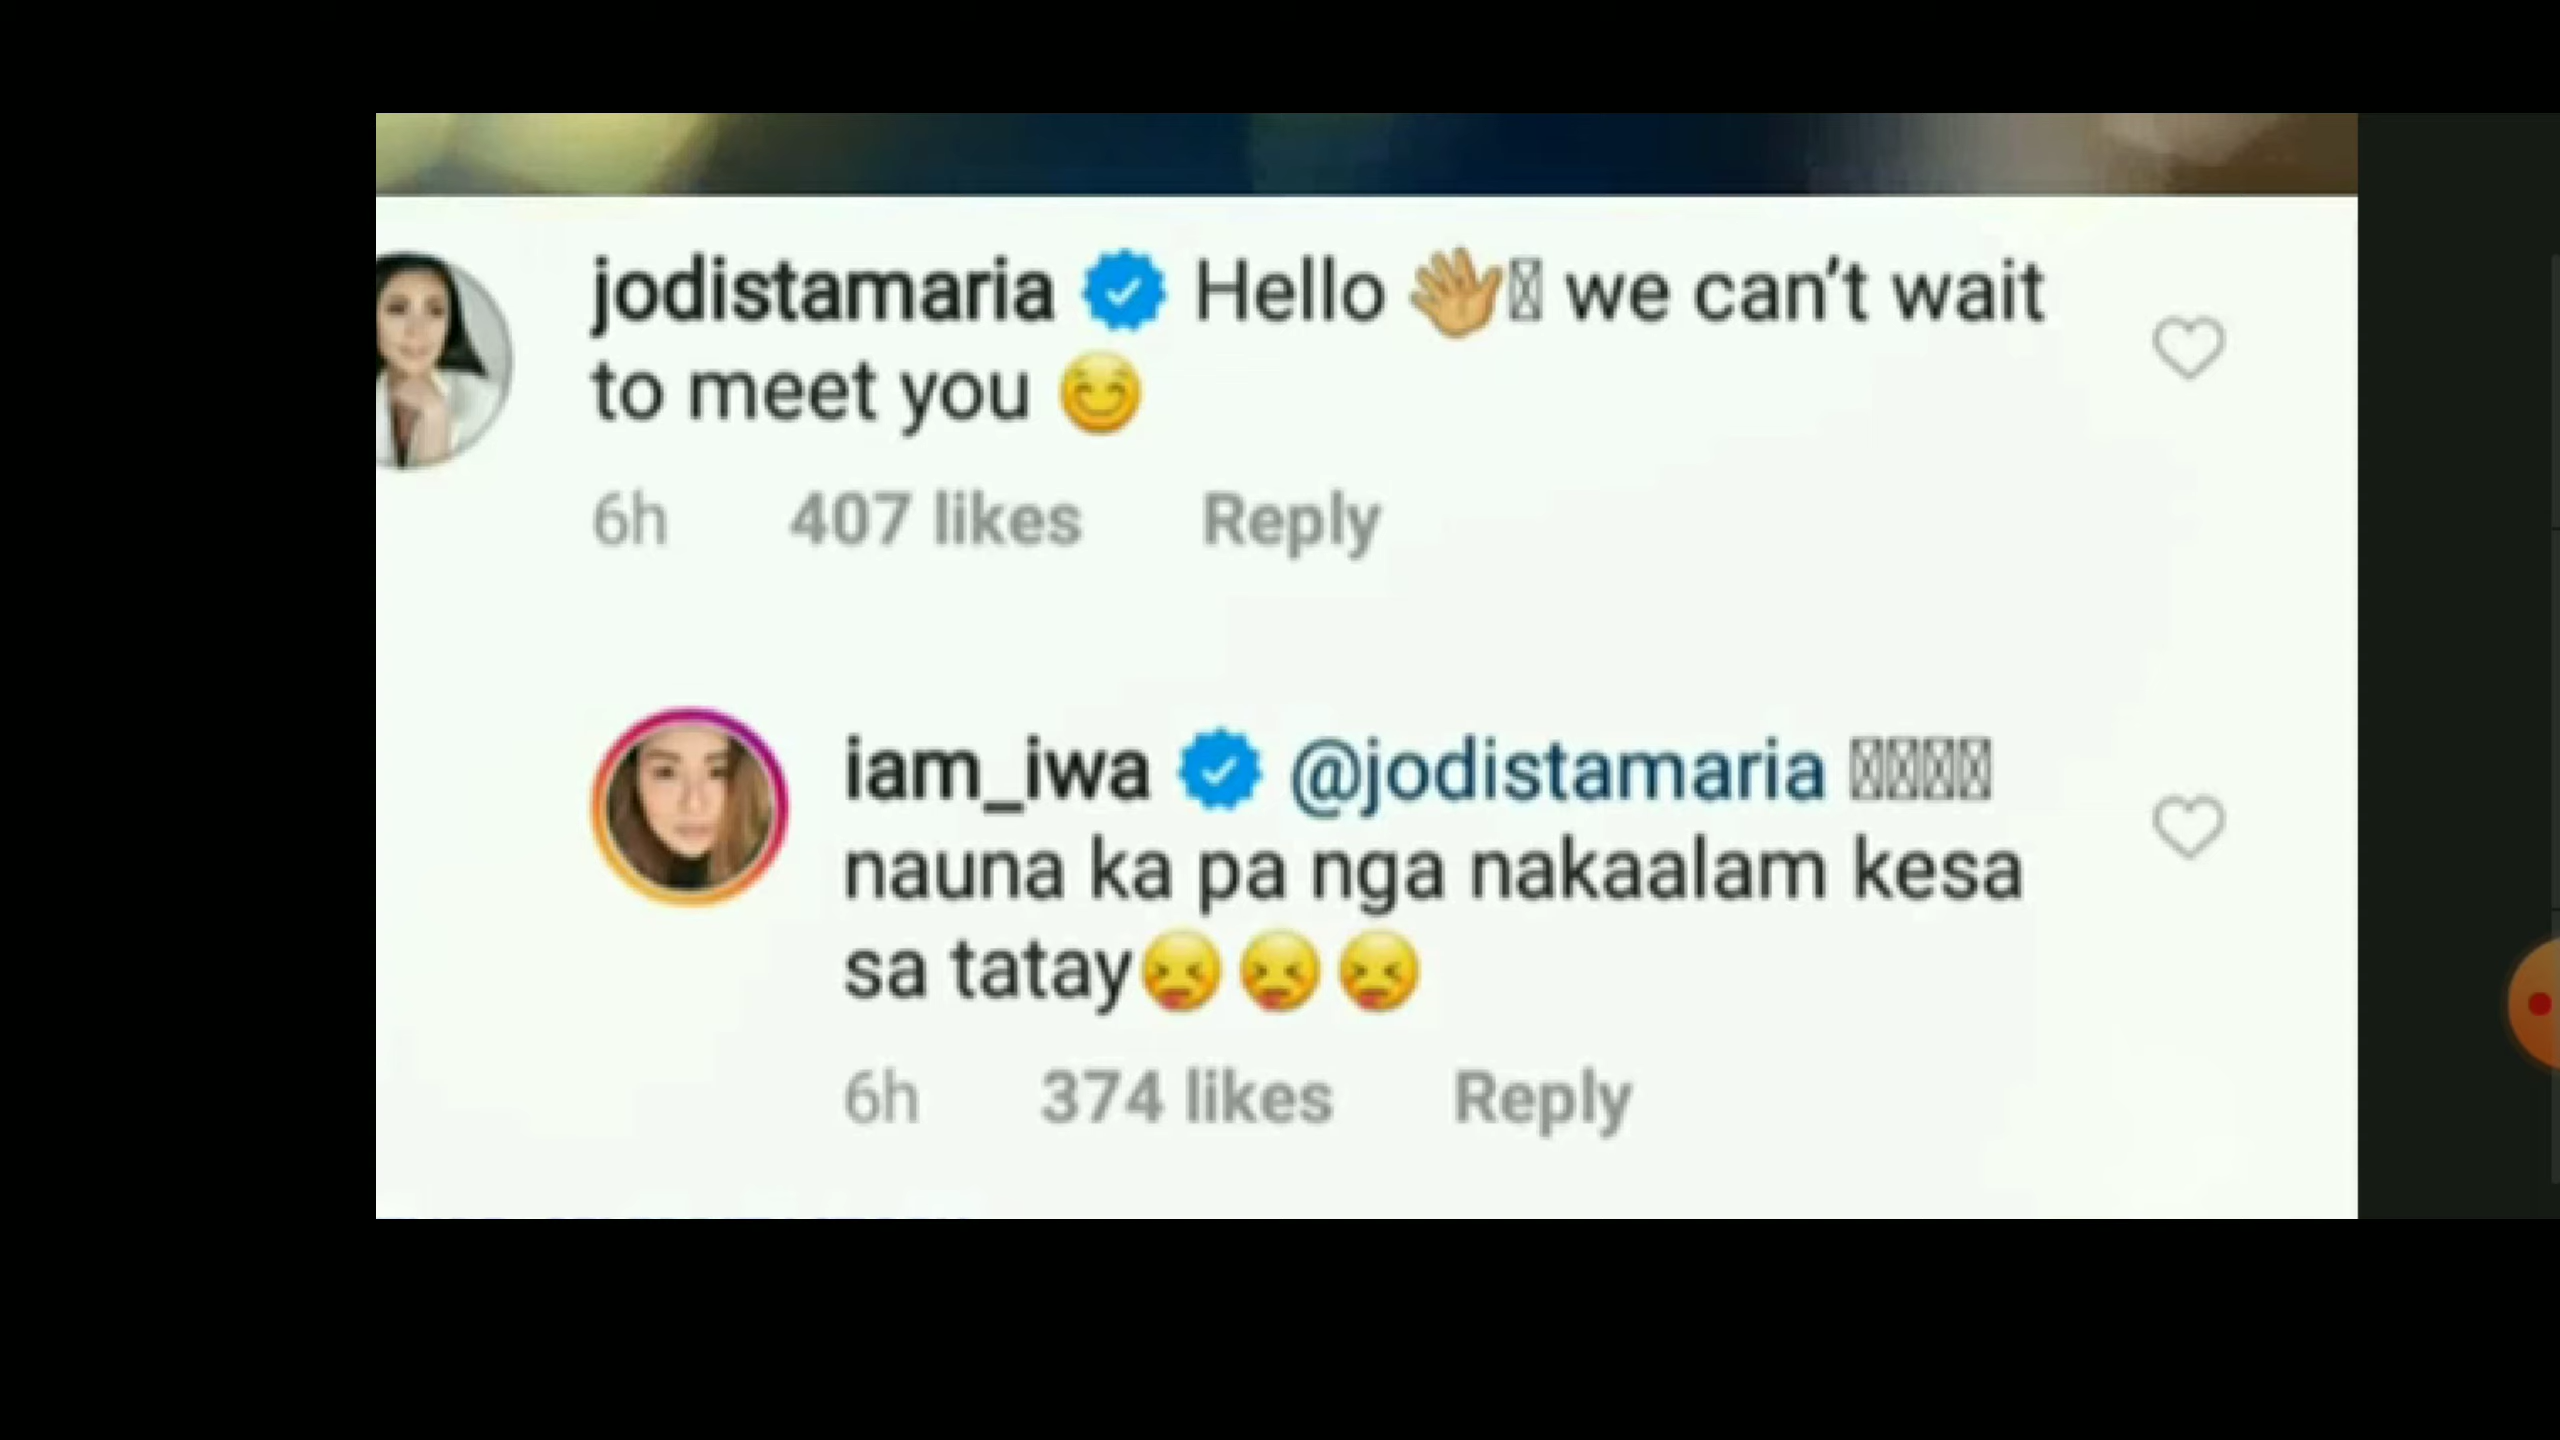 jodistamaria Hello 👋🏼 we can’t wait
to meet you 😊
6h 407 likes Reply
iam_iwa @jodistamaria
nauna ka pa nga nakaalam kesa
sa tatay😝😝😝
6h 374 likes Reply